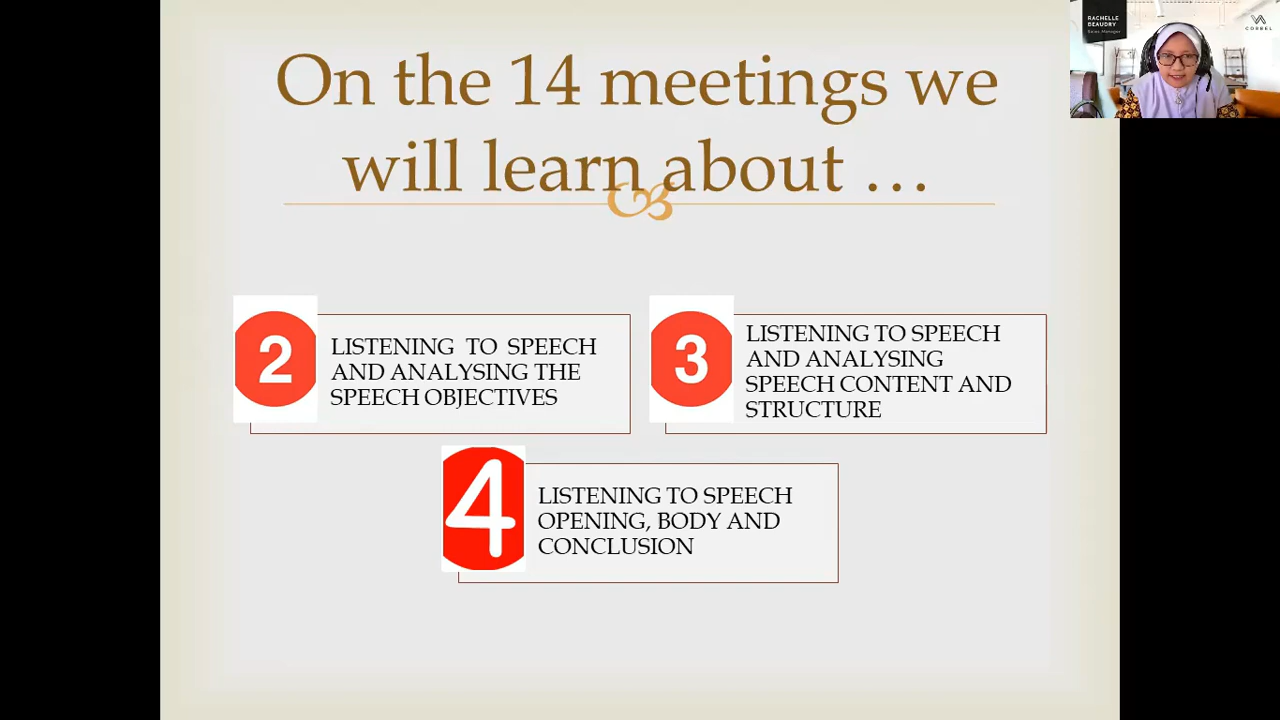 On the 14 meetings we
will learn about …
2
LISTENING TO SPEECH
AND ANALYSING THE
SPEECH OBJECTIVES
3
LISTENING TO SPEECH
AND ANALYSING
SPEECH CONTENT AND
STRUCTURE
4
LISTENING TO SPEECH
OPENING, BODY AND
CONCLUSION
RACHELLE
BEAUDRY
Sales Manager
CORBEL